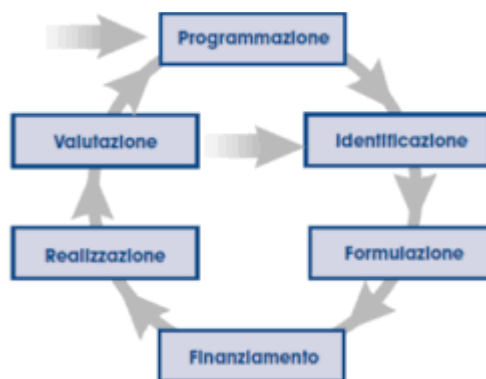 Programmazione
Valutazione
Identificazione
Realizzazione
Formulazione
Finanziamento